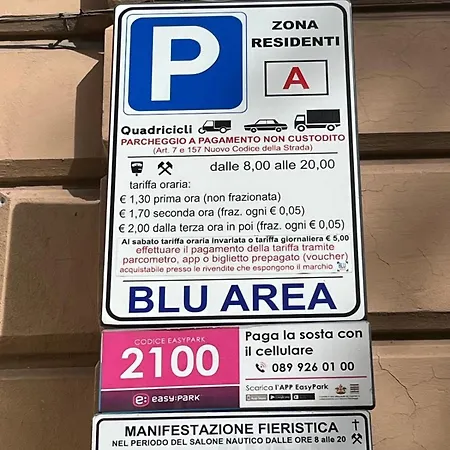 P
ZONA
RESIDENTI
A
Quadricicli
PARCHEGGIO A PAGAMENTO NON CUSTODITO
(Art. 7 e 157 Nuovo Codice della Strada)
dalle 8,00 alle 20,00
tariffa oraria:
€ 1,30 prima ora (non frazionata)
€ 1,70 seconda ora (fraz. ogni € 0,05)
€ 2,00 dalla terza ora in poi (fraz. ogni € 0,05)
Al sabato tariffa oraria invariata o tariffa giornaliera € 5,00
effettuare il pagamento della tariffa tramite
parcometro, app o biglietto prepagato (voucher)
acquistabile presso le rivendite che espongono il marchio
BLU AREA
CODICE EASYPARK
2100
e: easy:PARK
Paga la sosta con
il cellulare
089 926 01 00
Scarica l'APP EasyPark
MANIFESTAZIONE FIERISTICA
NEL PERIODO DEL SALONE NAUTICO DALLE ORE 8 alle 20